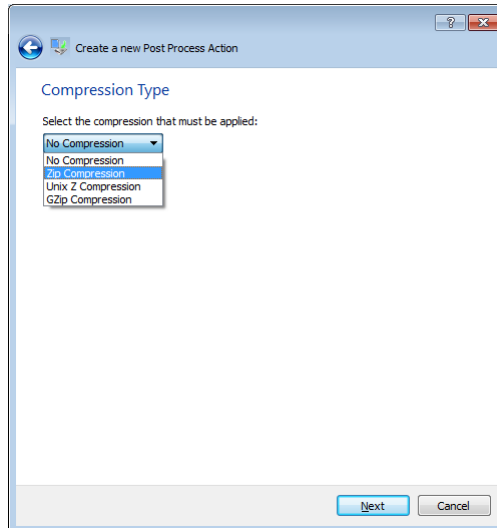 ?
Create a new Post Process Action
Compression Type
Select the compression that must be applied:
No Compression
No Compression
Zip Compression
Unix Z Compression
GZip Compression
Next
Cancel